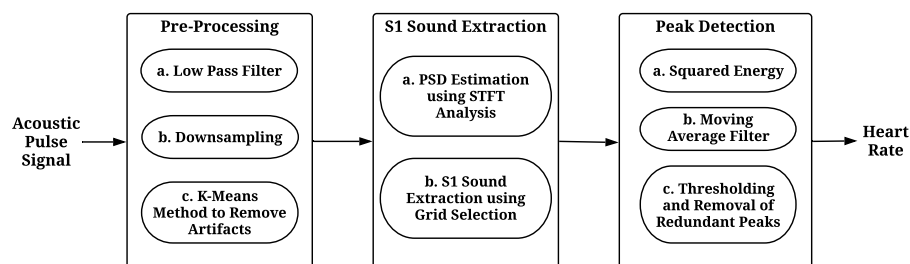 Acoustic
Pulse
Signal
Pre-Processing
a. Low Pass Filter
b. Downsampling
c. K-Means
Method to Remove
Artifacts
S1 Sound Extraction
a. PSD Estimation
using STFT
Analysis
b. S1 Sound
Extraction using
Grid Selection
Peak Detection
a. Squared Energy
b. Moving
Average Filter
c. Thresholding
and Removal of
Redundant Peaks
Heart
Rate